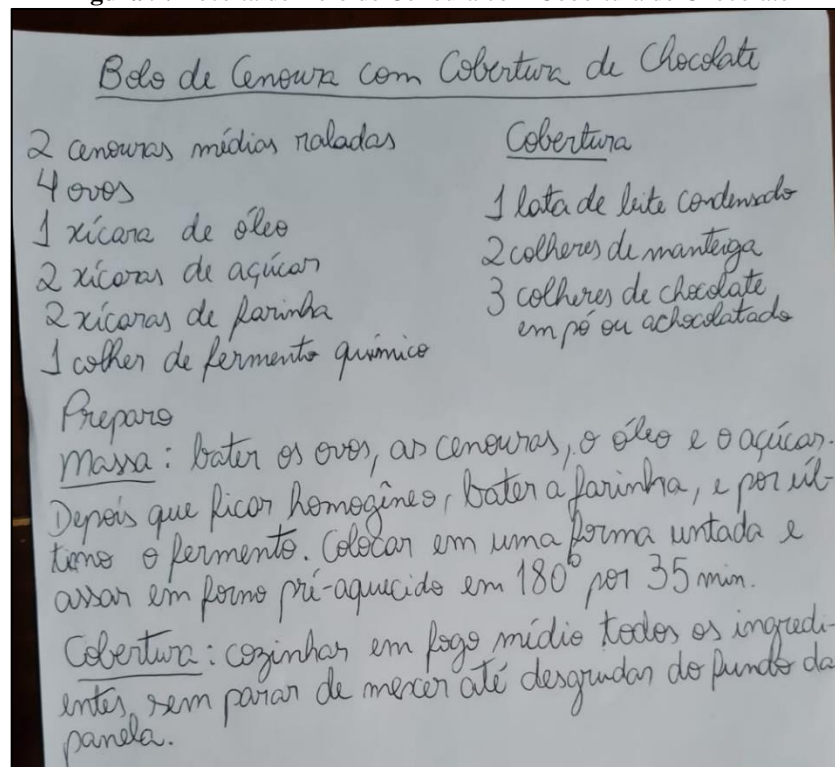 Bolo de Cenoura com Cobertura de Chocolate
2 cenouras médias raladas
4 ovos
1 xícara de óleo
2 xícaras de açúcar
2 xícaras de farinha
1 colher de fermento químico
Cobertura
1 lata de leite condensado
2 colheres de manteiga
3 colheres de chocolate
em pó ou achocolatado
Preparo
Massa: bater os ovos, as cenouras, o óleo e o açúcar.
Depois que ficar homogêneo, bater a farinha, e por úl-
timo o fermento. Colocar em uma forma untada e
assar em forno pré-aquecido em 180° por 35 min.
Cobertura: cozinhar em fogo médio todos os ingredi-
entes, sem parar de mexer até desgrudar do fundo da
panela.